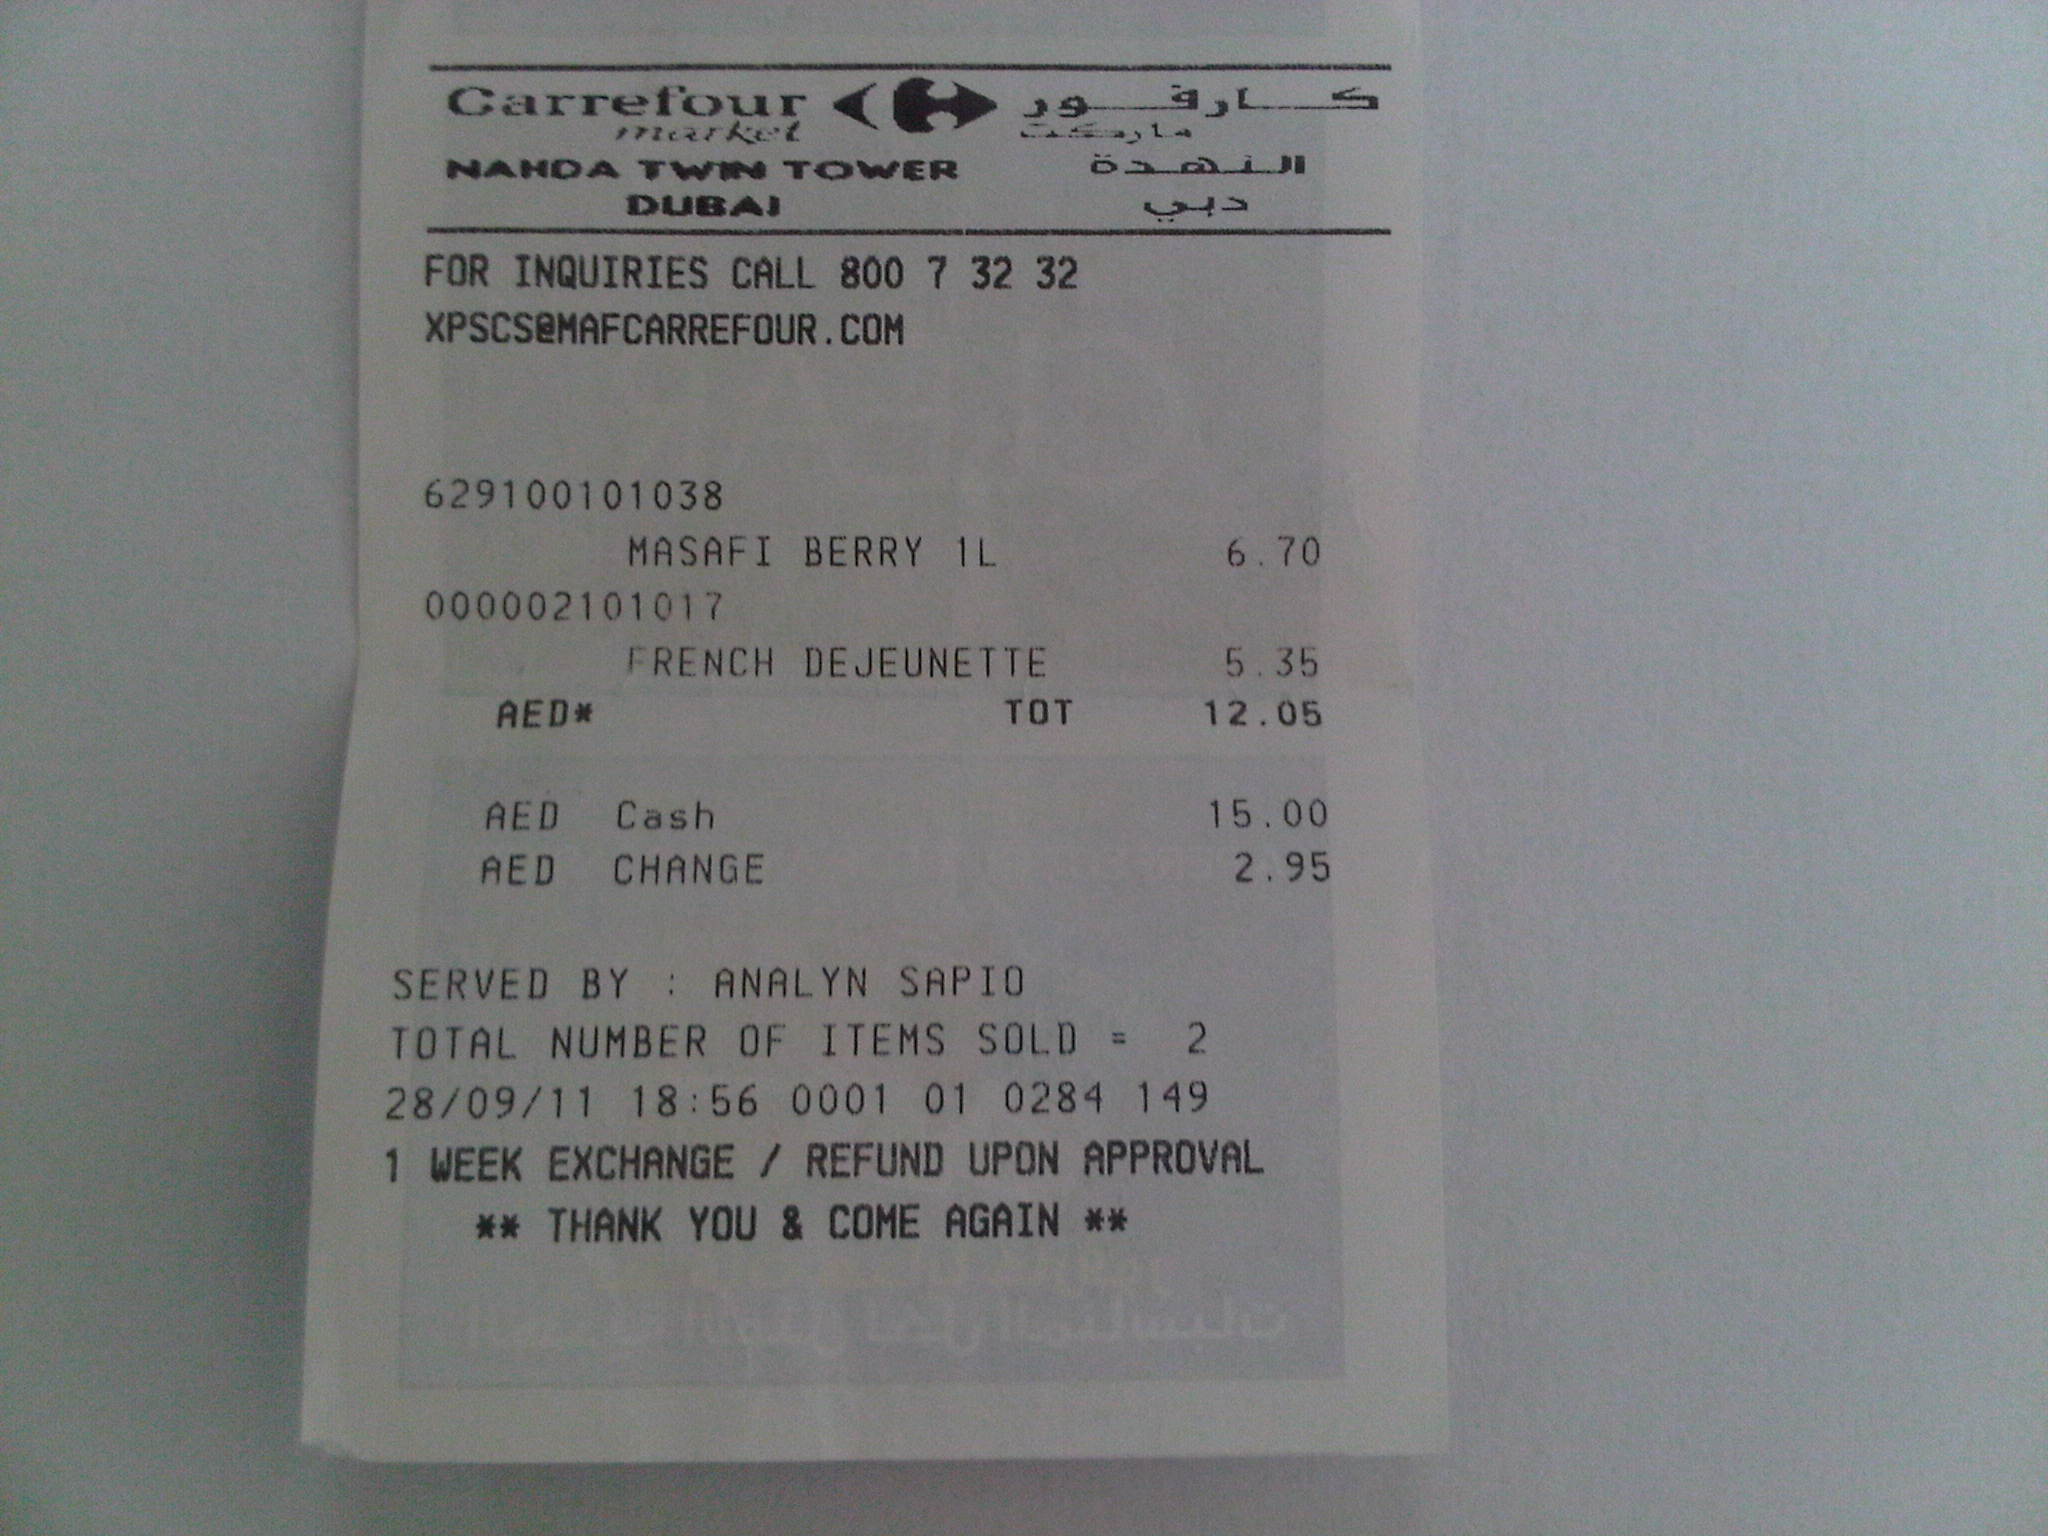 Carrefour كارفور
market ماركت
NAHDA TWIN TOWER النهدة
DUBAI دبي
FOR INQUIRIES CALL 800 7 32 32
XPSCS@MAFCARREFOUR.COM
629100101038
MASAFI BERRY 1L 6.70
000002101017
FRENCH DEJEUNETTE 5.35
AED* TOT 12.05
AED Cash 15.00
AED CHANGE 2.95
SERVED BY : ANALYN SAPIO
TOTAL NUMBER OF ITEMS SOLD = 2
28/09/11 18:56 0001 01 0284 149
1 WEEK EXCHANGE / REFUND UPON APPROVAL
** THANK YOU & COME AGAIN **